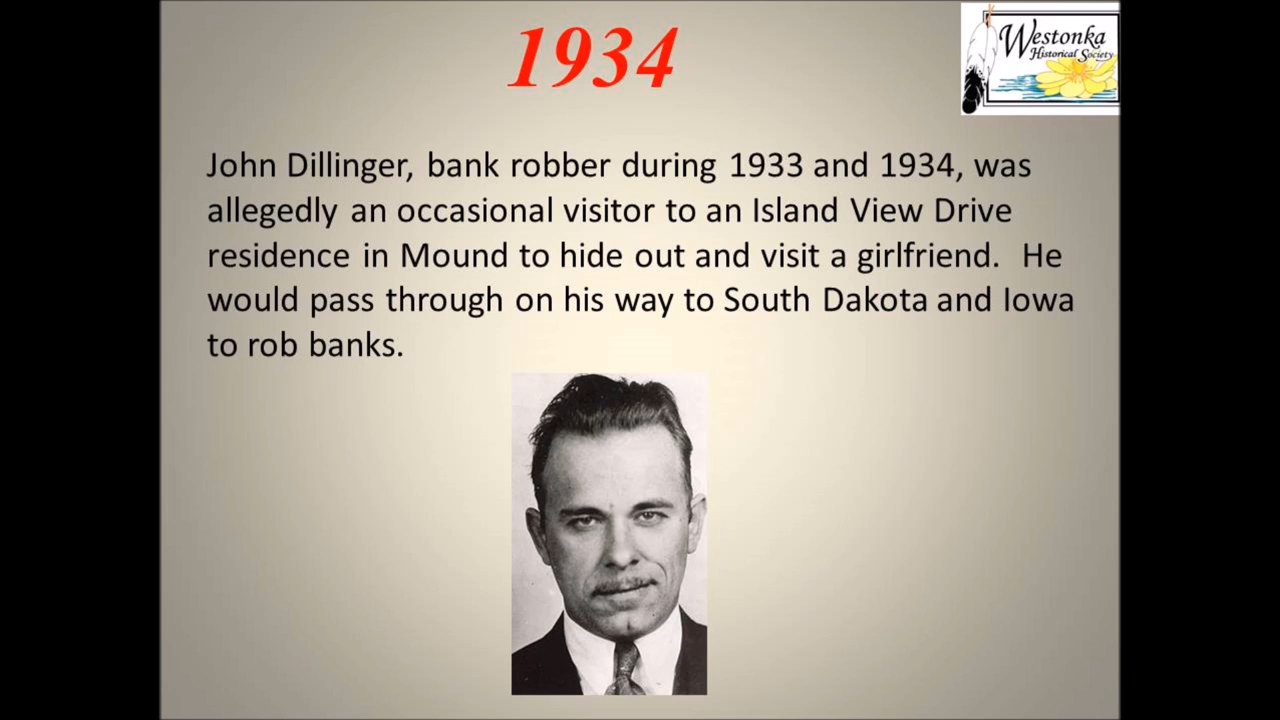 1934
Westonka
Historical Society
John Dillinger, bank robber during 1933 and 1934, was
allegedly an occasional visitor to an Island View Drive
residence in Mound to hide out and visit a girlfriend.  He
would pass through on his way to South Dakota and Iowa
to rob banks.